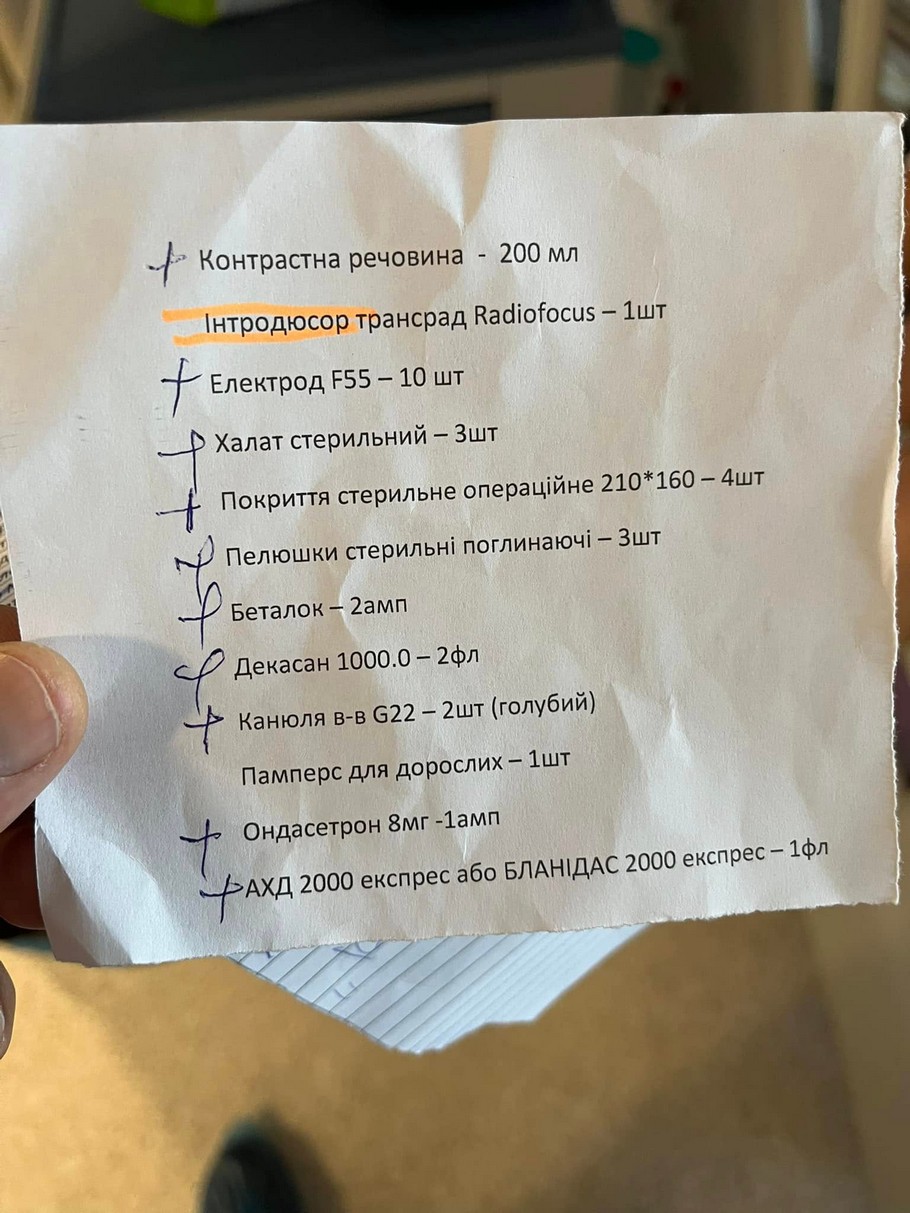 Контрастна речовина - 200 мл
Інтродюсор трансрад Radiofocus – 1шт
Електрод F55 – 10 шт
Халат стерильний – 3шт
Покриття стерильне операційне 210*160 – 4шт
Пелюшки стерильні поглинаючі – 3шт
Беталок – 2амп
Декасан 1000.0 – 2фл
Канюля в-в G22 – 2шт (голубий)
Памперс для дорослих – 1шт
Ондасетрон 8мг -1амп
АХД 2000 експрес або БЛАНІДАС 2000 експрес – 1фл